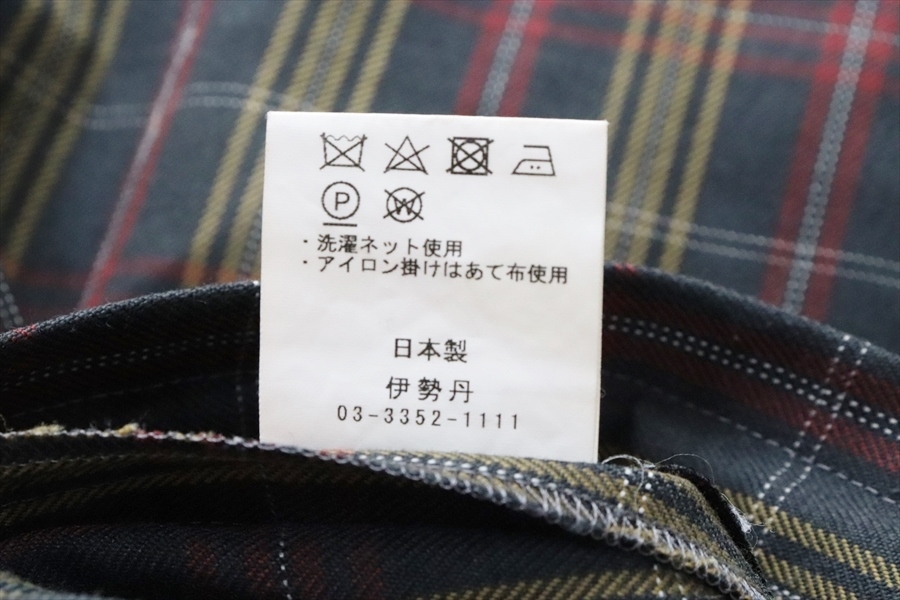 P W
・洗濯ネット使用
・アイロン掛けはあて布使用
日本製
伊勢丹
03-3352-1111